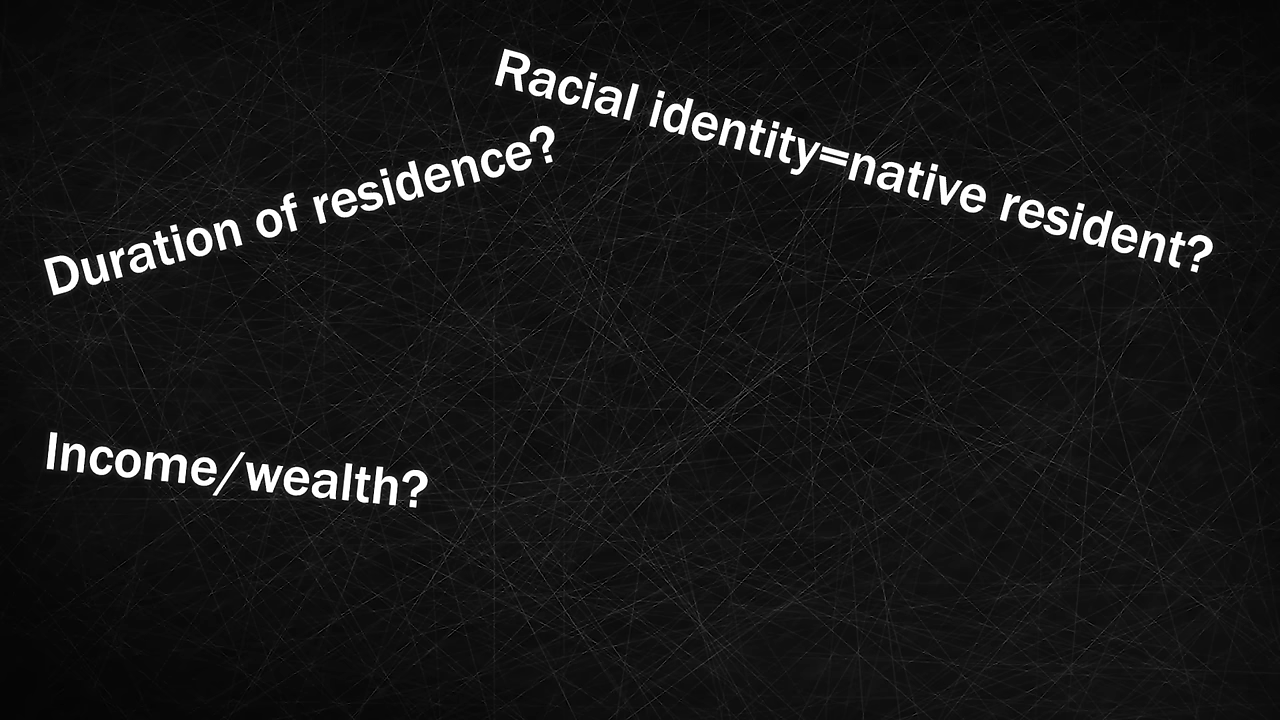 Racial identity=native resident?
Duration of residence?
Income/wealth?